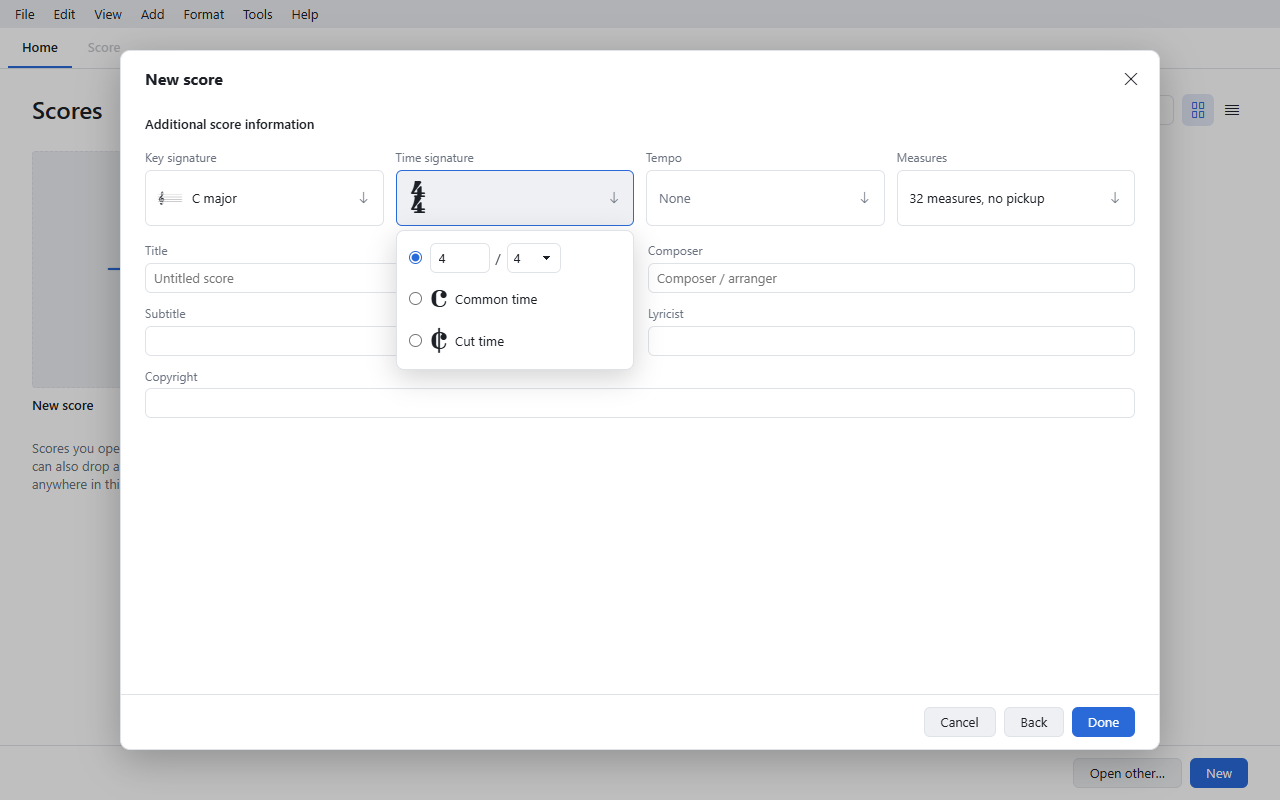 File Edit View Add Format Tools Help
Home Score
Scores
New score
Scores you ope
can also drop a
anywhere in thi
New score
Additional score information
Key signature Time signature Tempo Measures
C major 4 4 None 32 measures, no pickup
4 / 4
Common time
Cut time
Title Composer
Untitled score Composer / arranger
Subtitle Lyricist
Copyright
Cancel Back Done
Open other... New